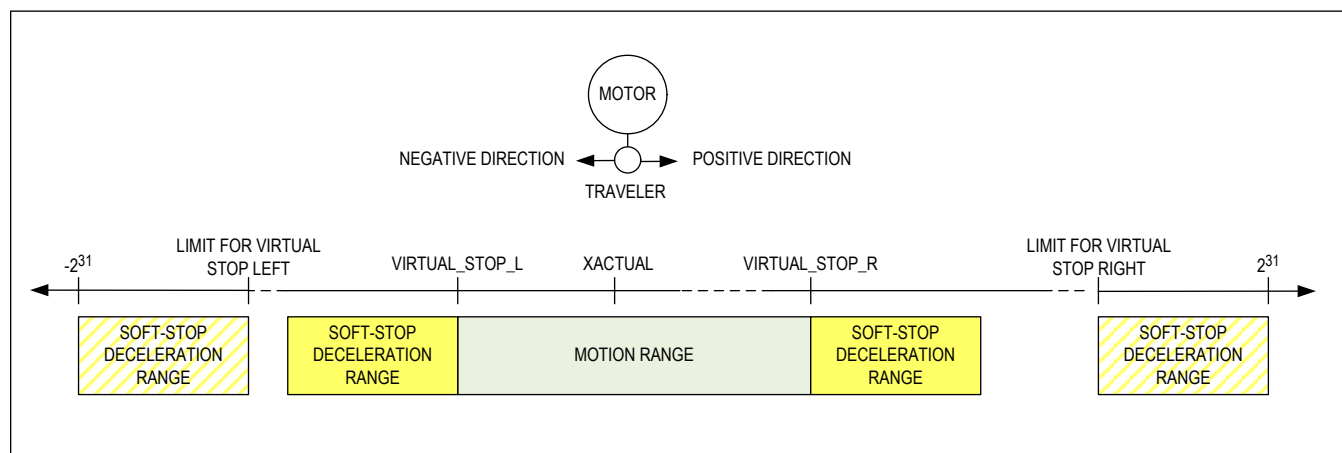 MOTOR
NEGATIVE DIRECTION
POSITIVE DIRECTION
TRAVELER
-2³¹
LIMIT FOR VIRTUAL
STOP LEFT
VIRTUAL_STOP_L
XACTUAL
VIRTUAL_STOP_R
LIMIT FOR VIRTUAL
STOP RIGHT
2³¹
SOFT-STOP
DECELERATION
RANGE
SOFT-STOP
DECELERATION
RANGE
MOTION RANGE
SOFT-STOP
DECELERATION
RANGE
SOFT-STOP
DECELERATION
RANGE